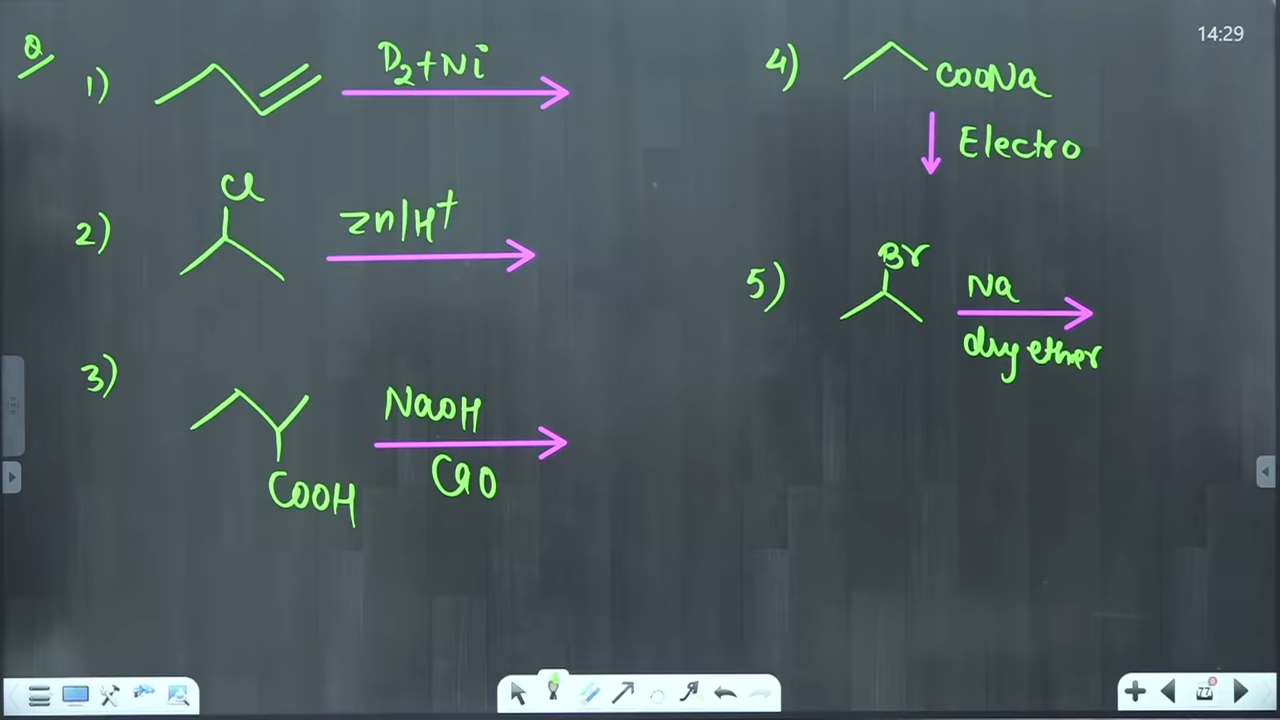 Q
1) D2+Ni
2) Cl
Zn/H+
3) COOH
NaOH
CaO
4) COONa
Electro
5) Br
Na
dry ether
14:29
77